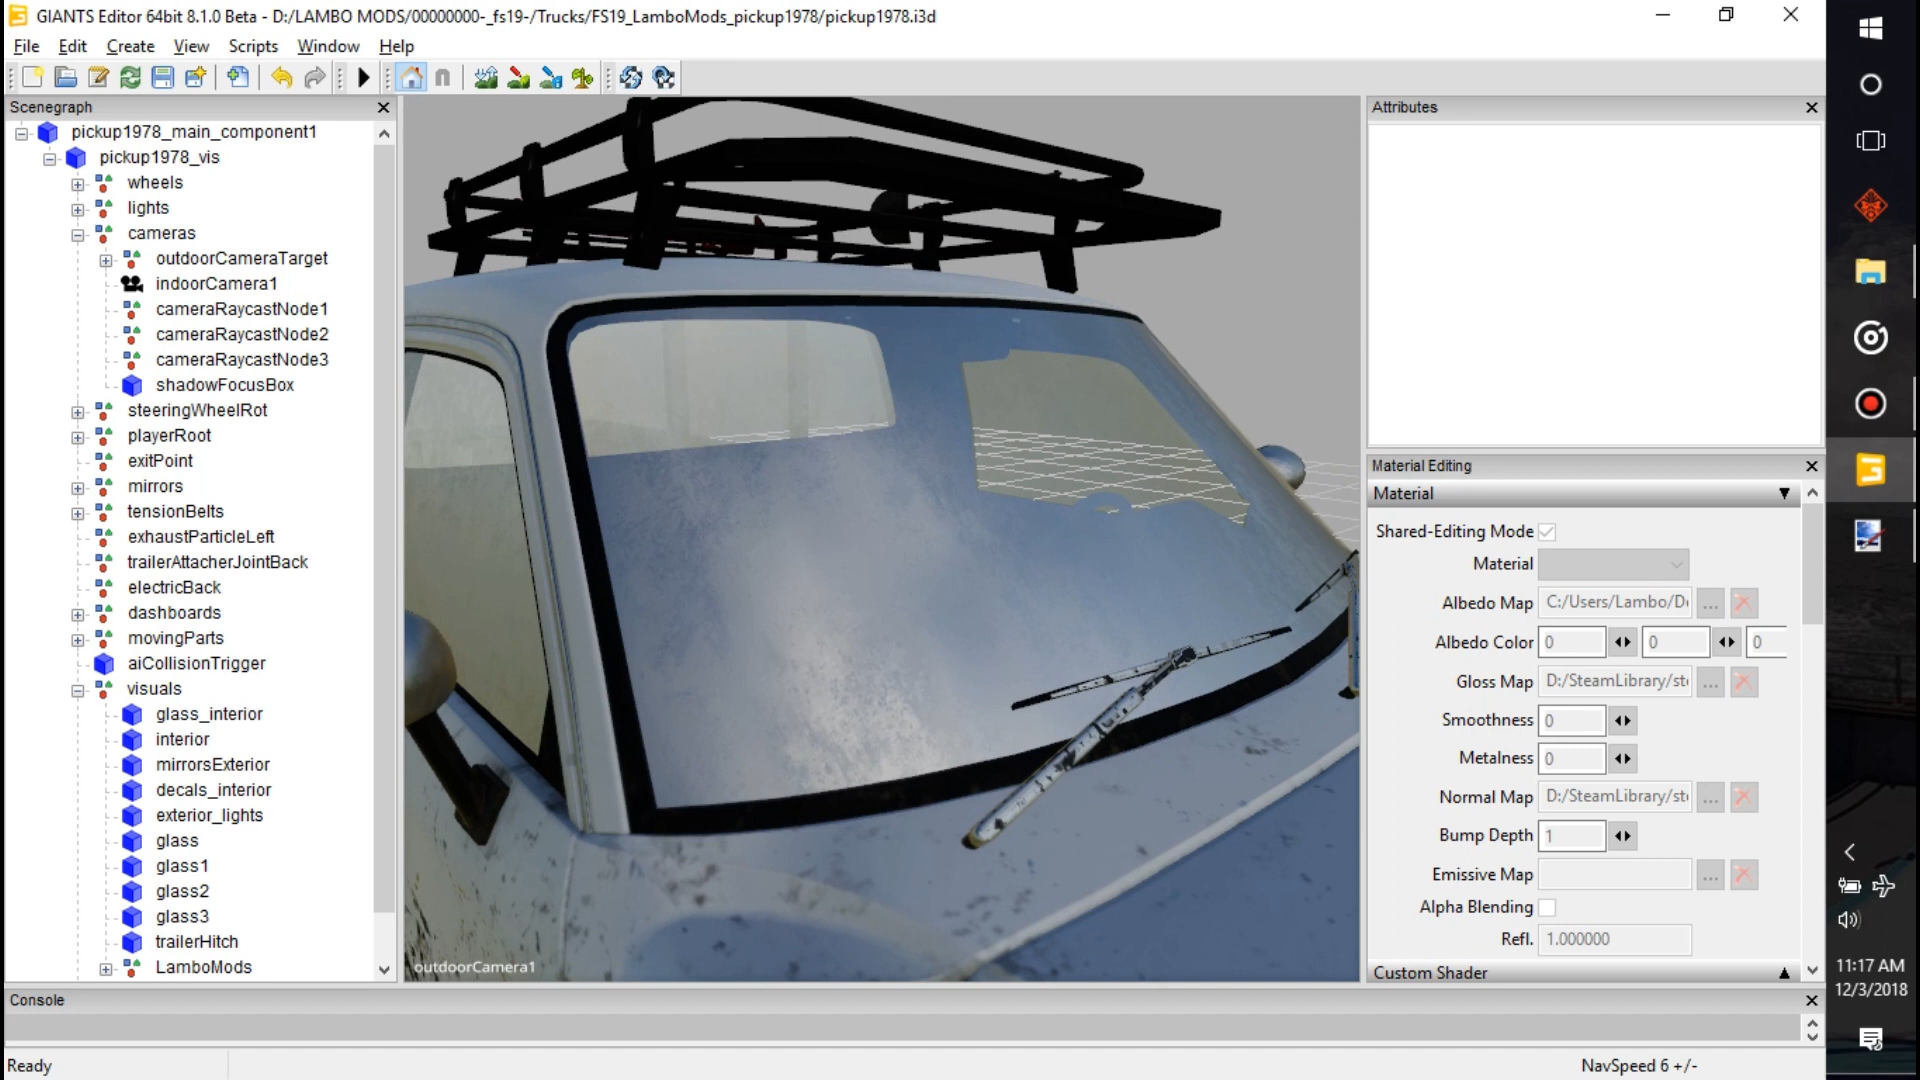 GIANTS Editor 64bit 8.1.0 Beta - D:/LAMBO MODS/00000000-_fs19-/Trucks/FS19_LamboMods_pickup1978/pickup1978.i3d
File Edit Create View Scripts Window Help
Scenegraph
pickup1978_main_component1
pickup1978_vis
wheels
lights
cameras
outdoorCameraTarget
indoorCamera1
cameraRaycastNode1
cameraRaycastNode2
cameraRaycastNode3
shadowFocusBox
steeringWheelRot
playerRoot
exitPoint
mirrors
tensionBelts
exhaustParticleLeft
trailerAttacherJointBack
electricBack
dashboards
movingParts
aiCollisionTrigger
visuals
glass_interior
interior
mirrorsExterior
decals_interior
exterior_lights
glass
glass1
glass2
glass3
trailerHitch
LamboMods
outdoorCamera1
Attributes
Material Editing
Material
Shared-Editing Mode
Material
Albedo Map C:/Users/Lambo/D ...
Albedo Color 0 0 0
Gloss Map D:/SteamLibrary/st ...
Smoothness 0
Metalness 0
Normal Map D:/SteamLibrary/st ...
Bump Depth 1
Emissive Map ...
Alpha Blending
Refl. 1.000000
Custom Shader
Console
Ready
NavSpeed 6 +/-
11:17 AM
12/3/2018